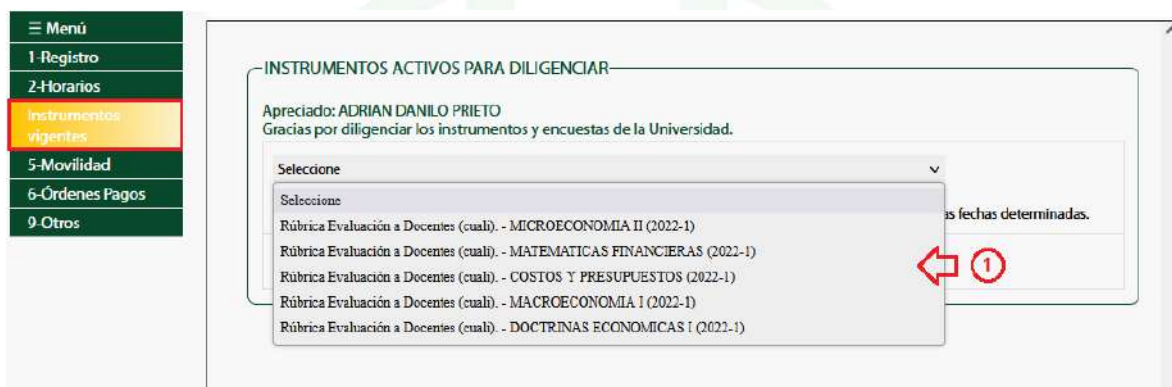 ☰ Menú
1-Registro
2-Horarios
Instrumentos
vigentes
5-Movilidad
6-Órdenes Pagos
9-Otros
INSTRUMENTOS ACTIVOS PARA DILIGENCIAR
Apreciado: ADRIAN DANILO PRIETO
Gracias por diligenciar los instrumentos y encuestas de la Universidad.
Seleccione
Seleccione
as fechas determinadas.
Rúbrica Evaluación a Docentes (cuali). - MICROECONOMIA II (2022-1)
Rúbrica Evaluación a Docentes (cuali). - MATEMATICAS FINANCIERAS (2022-1)
Rúbrica Evaluación a Docentes (cuali). - COSTOS Y PRESUPUESTOS (2022-1)
Rúbrica Evaluación a Docentes (cuali). - MACROECONOMIA I (2022-1)
Rúbrica Evaluación a Docentes (cuali). - DOCTRINAS ECONOMICAS I (2022-1)
1